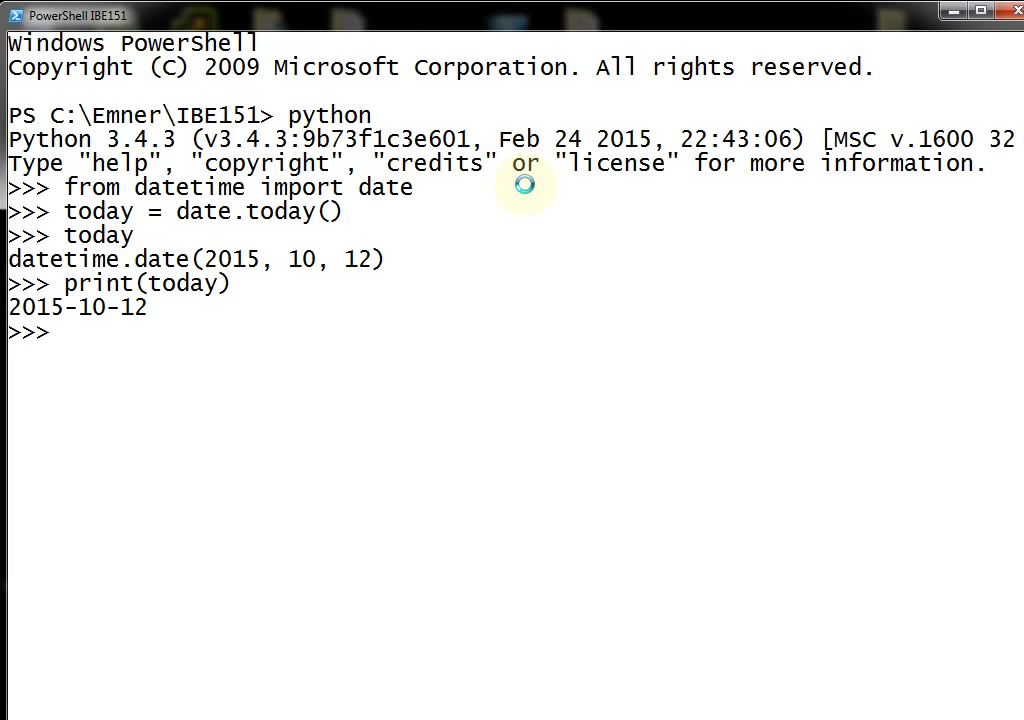 PowerShell IBE151
Windows PowerShell
Copyright (C) 2009 Microsoft Corporation. All rights reserved.
PS C:\Emner\IBE151> python
Python 3.4.3 (v3.4.3:9b73f1c3e601, Feb 24 2015, 22:43:06) [MSC v.1600 32
Type "help", "copyright", "credits" or "license" for more information.
>>> from datetime import date
>>> today = date.today()
>>> today
datetime.date(2015, 10, 12)
>>> print(today)
2015-10-12
>>>